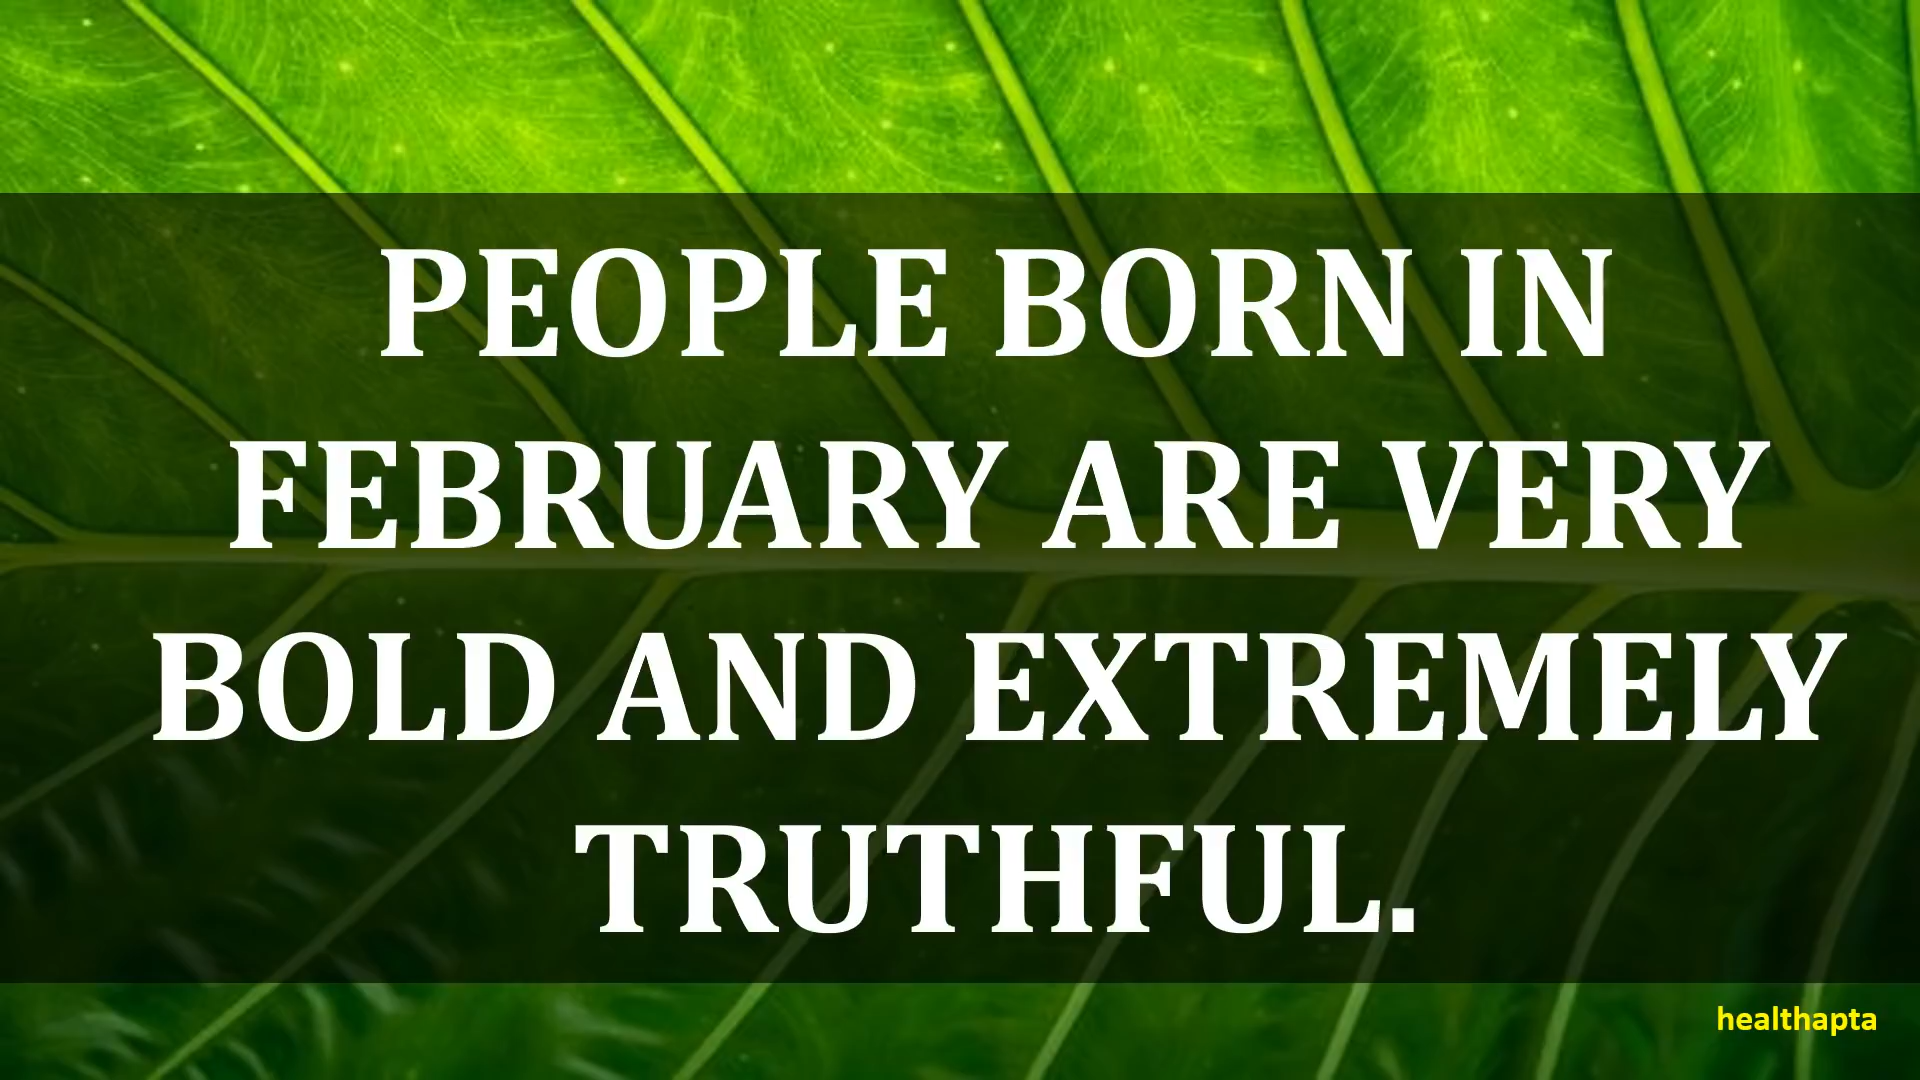 PEOPLE BORN IN
FEBRUARY ARE VERY
BOLD AND EXTREMELY
TRUTHFUL.
healthapta